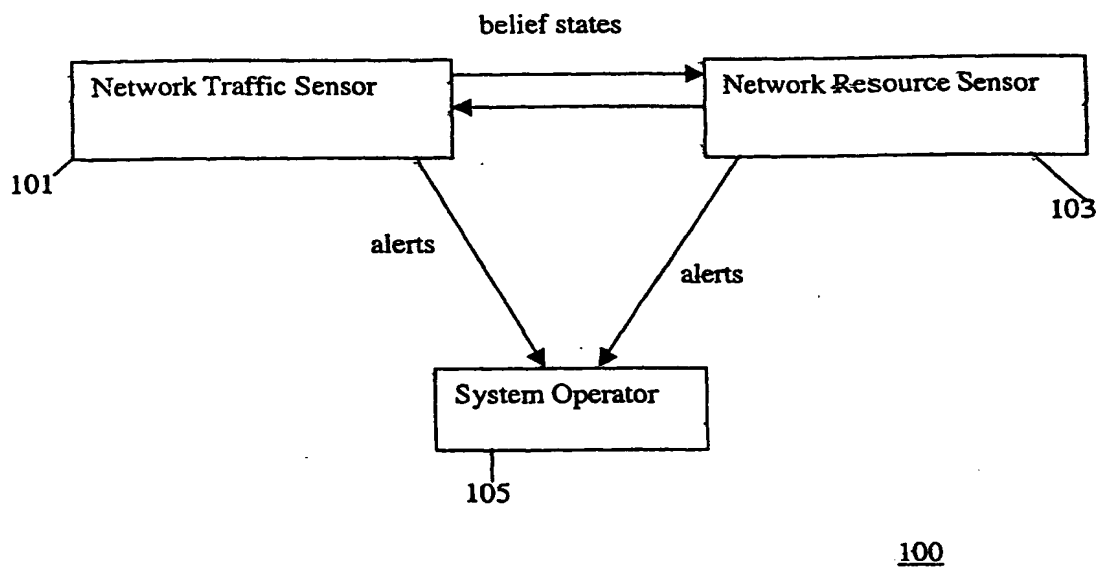 belief states
Network Traffic Sensor
Network Resource Sensor
101
103
alerts
alerts
System Operator
105
100